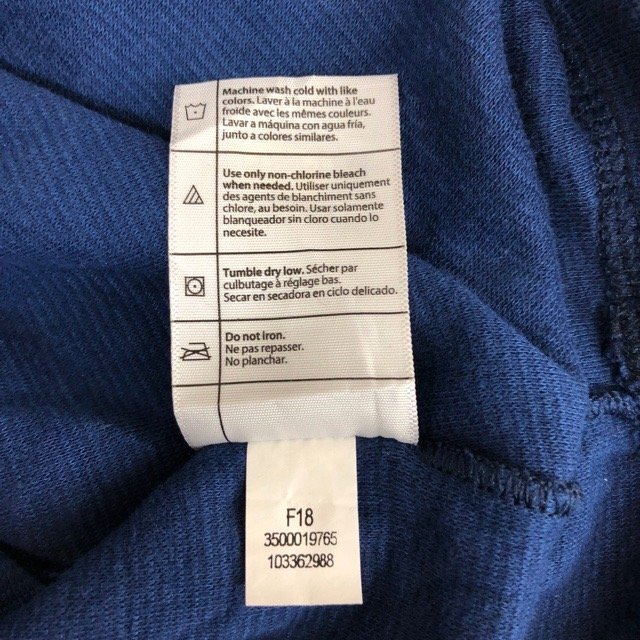 Machine wash cold with like
colors. Laver à la machine à l'eau
froide avec les mêmes couleurs.
Lavar a máquina con agua fría,
junto a colores similares.
Use only non-chlorine bleach
when needed. Utiliser uniquement
des agents de blanchiment sans
chlore, au besoin. Usar solamente
blanqueador sin cloro cuando lo
necesite.
Tumble dry low. Sécher par
culbutage à réglage bas.
Secar en secadora en ciclo delicado.
Do not iron.
Ne pas repasser.
No planchar.
F18
3500019765
103362988